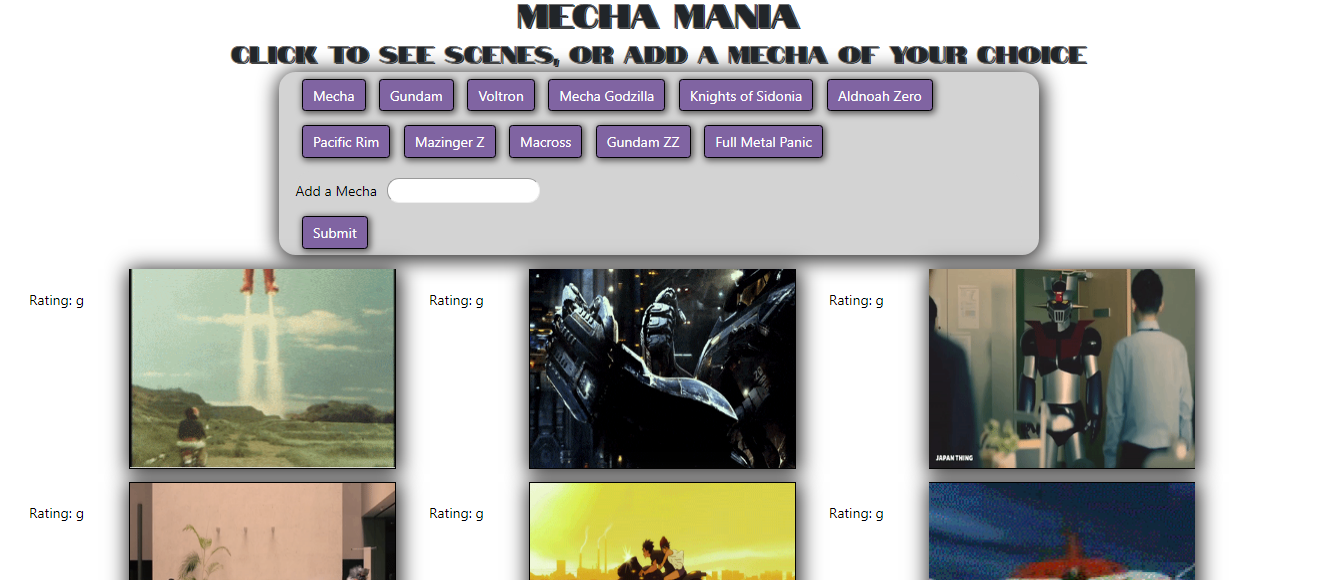 MECHA MANIA
CLICK TO SEE SCENES, OR ADD A MECHA OF YOUR CHOICE
Mecha Gundam Voltron Mecha Godzilla Knights of Sidonia Aldnoah Zero
Pacific Rim Mazinger Z Macross Gundam ZZ Full Metal Panic
Add a Mecha
Submit
Rating: g Rating: g Rating: g
JAPAN THING
Rating: g Rating: g Rating: g